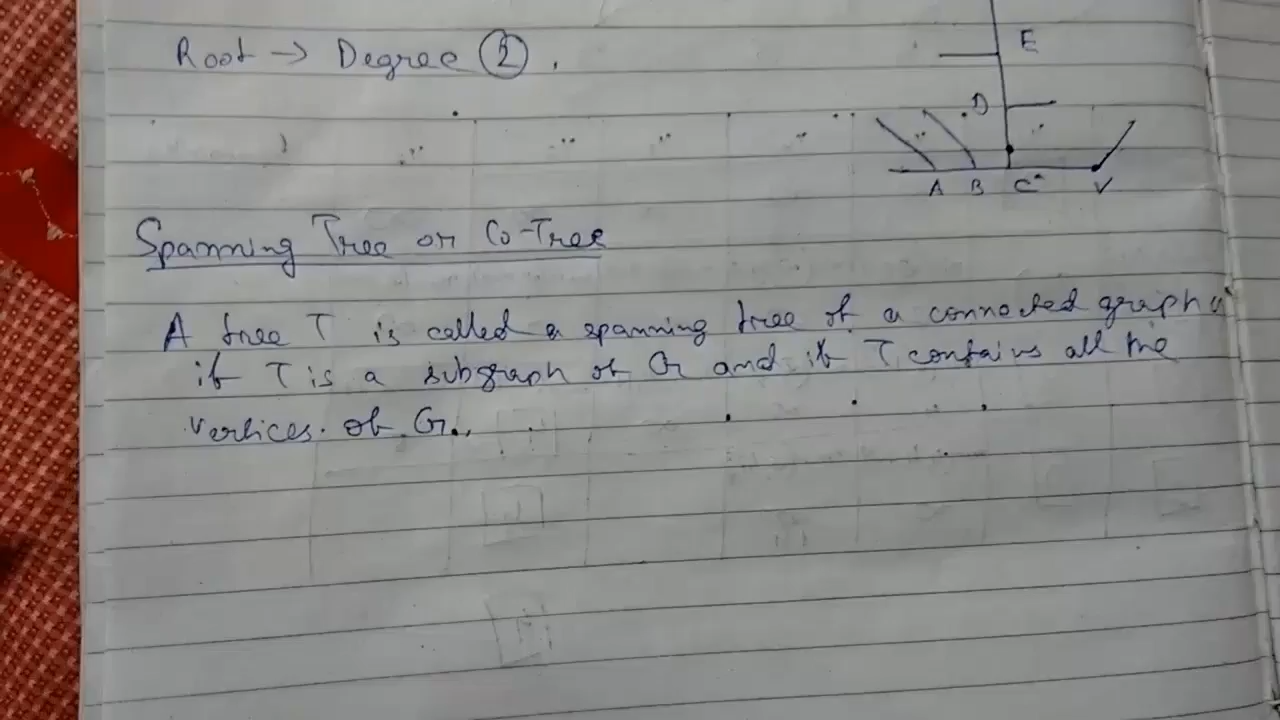 Root → Degree 2.
E
D
A B C V
Spanning Tree or Co-Tree
A tree T is called a spanning tree of a connected graph G
if T is a subgraph of G and if T contains all the
vertices of G.